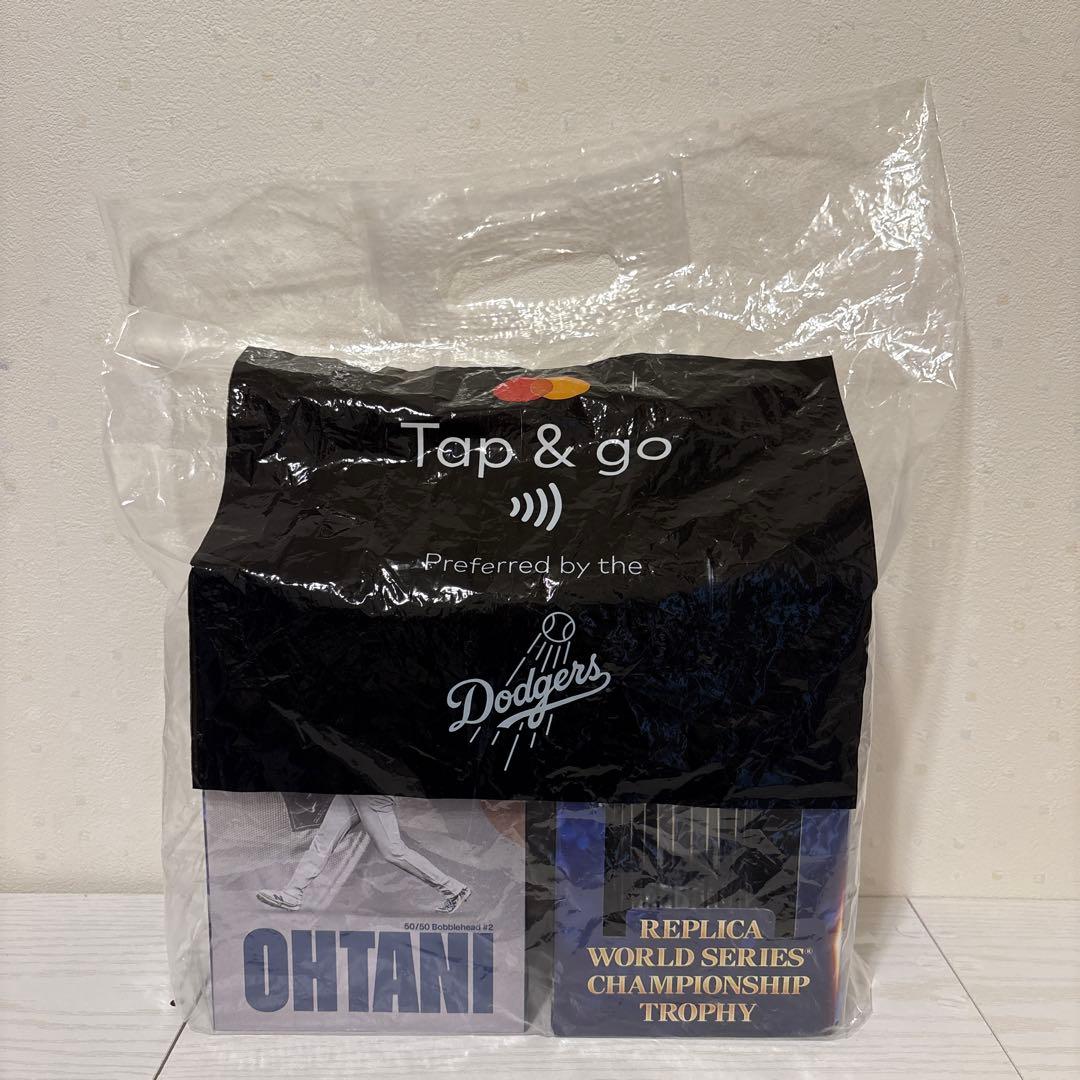 Tap & go
Preferred by the
Dodgers
50/50 Bobblehead #2
OHTANI
REPLICA
WORLD SERIES®
CHAMPIONSHIP
TROPHY